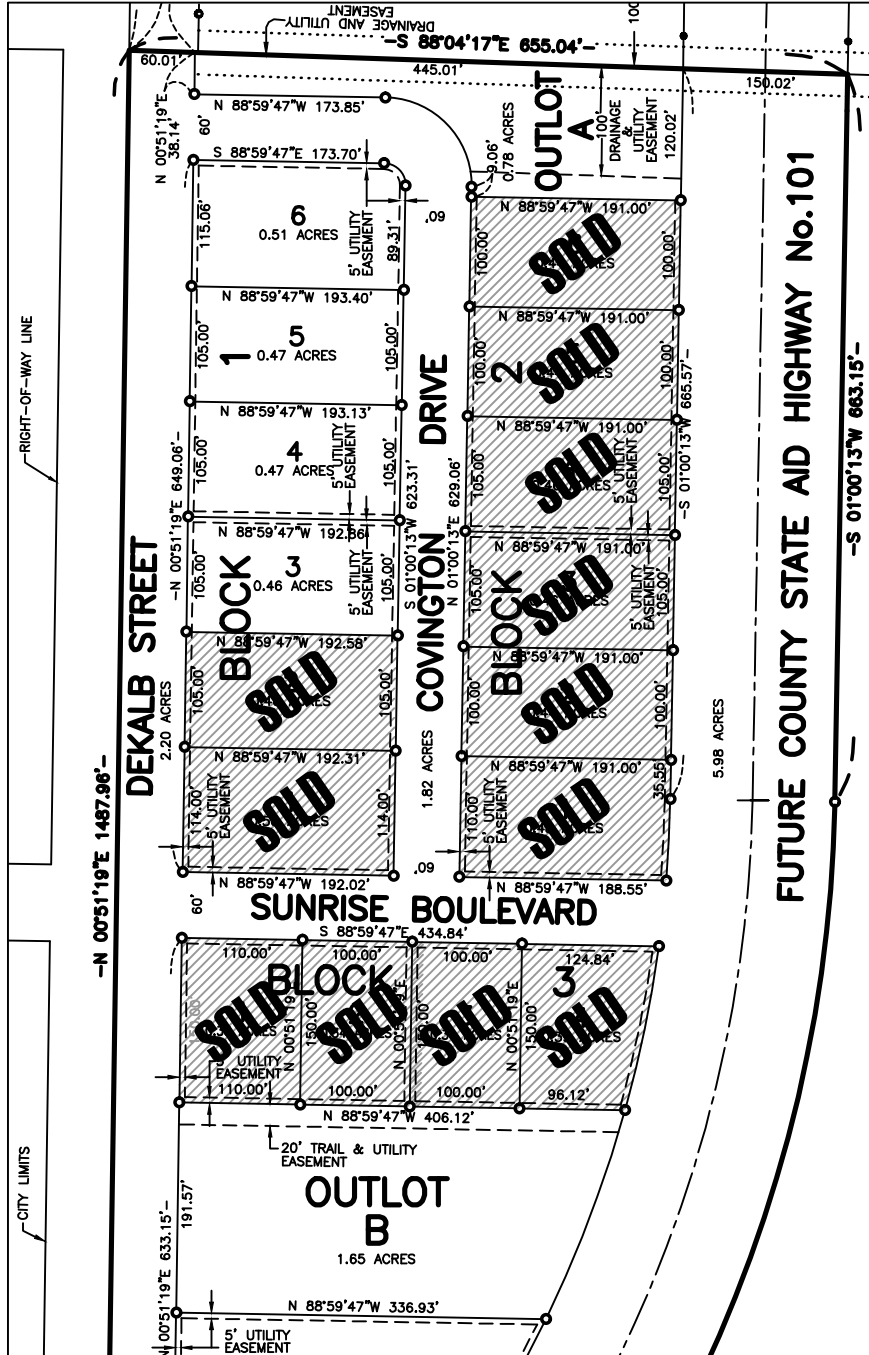 DRAINAGE AND UTILITY
EASEMENT
-S 88°04'17"E 655.04'-
60.01'
445.01'
150.02'
N 88°59'47"W 173.85'
N 00°51'19"E
38.14'
60'
S 88°59'47"E 173.70'
9.06'
0.78 ACRES
OUTLOT
A
100'
DRAINAGE
&
UTILITY
EASEMENT
120.02'
6
0.51 ACRES
115.06'
5' UTILITY
EASEMENT
89.31'
60'
N 88°59'47"W 193.40'
5
0.47 ACRES
105.00'
105.00'
1
N 88°59'47"W 193.13'
4
0.47 ACRES
105.00'
105.00'
5' UTILITY
EASEMENT
N 88°59'47"W 192.86'
3
0.46 ACRES
105.00'
105.00'
5' UTILITY
EASEMENT
BLOCK
N 88°59'47"W 192.58'
105.00'
SOLD
105.00'
N 88°59'47"W 192.31'
114.00'
5' UTILITY
EASEMENT
SOLD
114.00'
N 88°59'47"W 192.02'
60'
60'
-N 00°51'19"E 649.06'-
S 01°00'13"W 623.31'
COVINGTON DRIVE
1.82 ACRES
N 01°00'13"E 629.06'
N 88°59'47"W 191.00'
100.00'
SOLD
100.00'
N 88°59'47"W 191.00'
100.00'
2
SOLD
100.00'
N 88°59'47"W 191.00'
105.00'
SOLD
5' UTILITY
EASEMENT
105.00'
N 88°59'47"W 191.00'
105.00'
BLOCK
SOLD
5' UTILITY
EASEMENT
105.00'
N 88°59'47"W 191.00'
100.00'
SOLD
100.00'
N 88°59'47"W 191.00'
110.00'
5' UTILITY
EASEMENT
SOLD
35.55'
N 88°59'47"W 188.55'
-S 01°00'13"W 665.57'-
5.98 ACRES
FUTURE COUNTY STATE AID HIGHWAY No.101
-S 01°00'13"W 663.15'-
RIGHT-OF-WAY LINE
DEKALB STREET
2.20 ACRES
-N 00°51'19"E 1487.96'-
SUNRISE BOULEVARD
S 88°59'47"E 434.84'
110.00'
100.00'
100.00'
124.84'
BLOCK 3
SOLD
N 00°51'19"E
150.00'
SOLD
N 00°51'19"E
150.00'
SOLD
N 00°51'19"E
150.00'
SOLD
UTILITY
EASEMENT
110.00'
100.00'
100.00'
96.12'
N 88°59'47"W 406.12'
20' TRAIL & UTILITY
EASEMENT
OUTLOT
B
1.65 ACRES
191.57'
N 00°51'19"E 633.15'-
N 88°59'47"W 336.93'
5' UTILITY
EASEMENT
CITY LIMITS